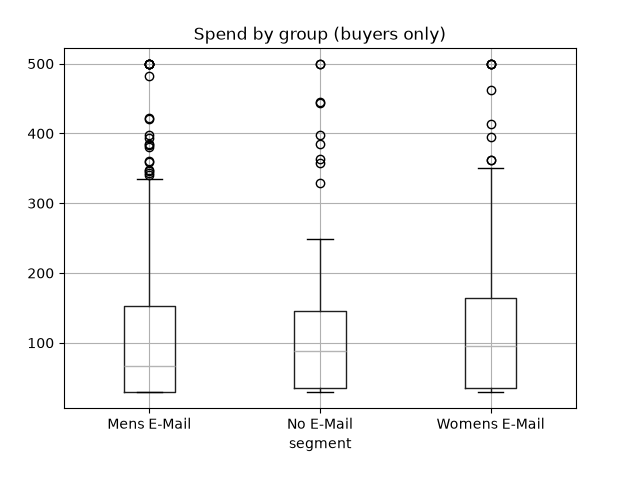 Spend by group (buyers only)
500
400
300
200
100
Mens E-Mail
No E-Mail
Womens E-Mail
segment